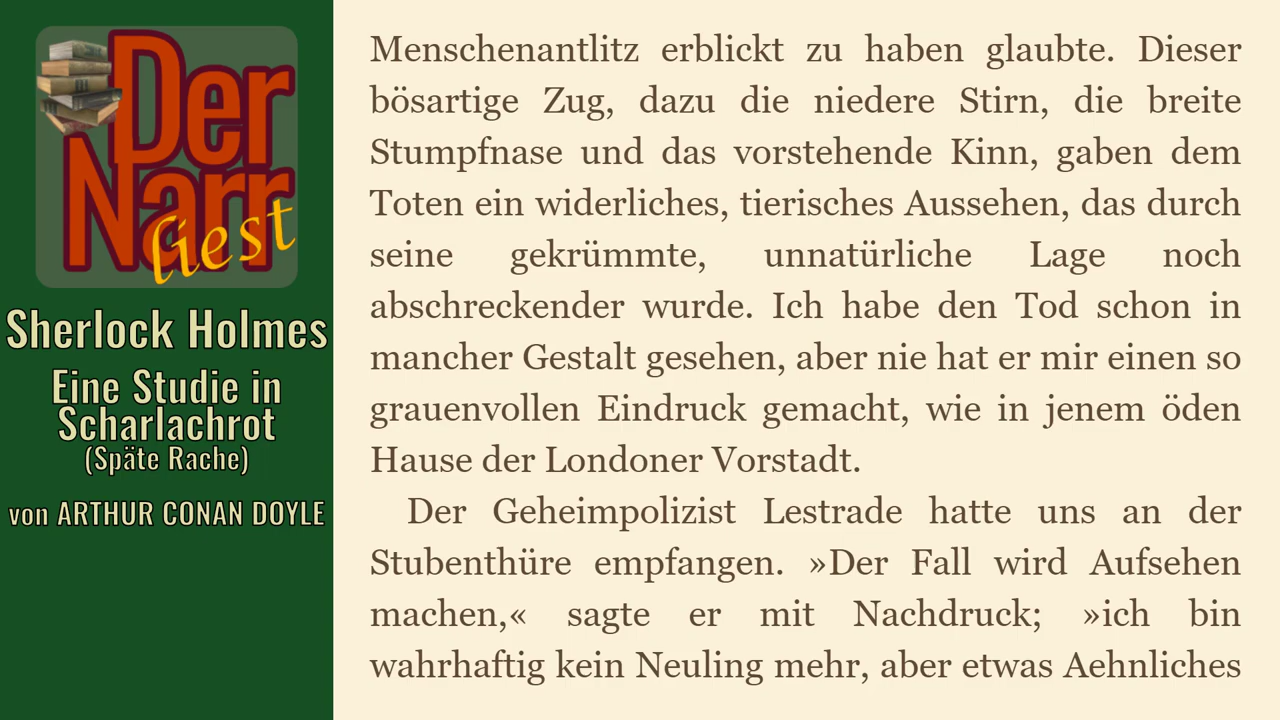 Der
Narr
liest
Sherlock Holmes
Eine Studie in
Scharlachrot
(Späte Rache)
von ARTHUR CONAN DOYLE
Menschenantlitz erblickt zu haben glaubte. Dieser
bösartige Zug, dazu die niedere Stirn, die breite
Stumpfnase und das vorstehende Kinn, gaben dem
Toten ein widerliches, tierisches Aussehen, das durch
seine gekrümmte, unnatürliche Lage noch
abschreckender wurde. Ich habe den Tod schon in
mancher Gestalt gesehen, aber nie hat er mir einen so
grauenvollen Eindruck gemacht, wie in jenem öden
Hause der Londoner Vorstadt.
Der Geheimpolizist Lestrade hatte uns an der
Stubenthüre empfangen. »Der Fall wird Aufsehen
machen,« sagte er mit Nachdruck; »ich bin
wahrhaftig kein Neuling mehr, aber etwas Aehnliches